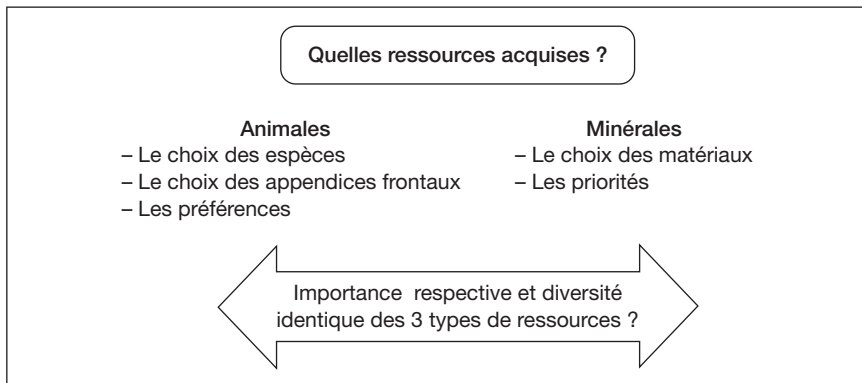 Quelles ressources acquises ?
Animales
– Le choix des espèces
– Le choix des appendices frontaux
– Les préférences
Minérales
– Le choix des matériaux
– Les priorités
Importance respective et diversité
identique des 3 types de ressources ?